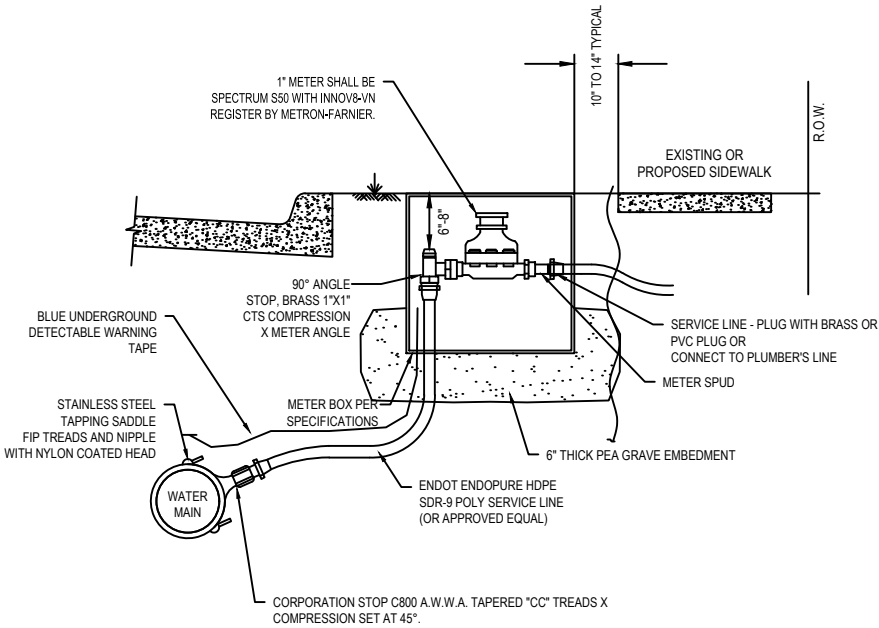 10" TO 14" TYPICAL
1" METER SHALL BE
SPECTRUM S50 WITH INNOV8-VN
REGISTER BY METRON-FARNIER.
R.O.W.
EXISTING OR
PROPOSED SIDEWALK
6"-8"
90° ANGLE
STOP, BRASS 1"X1"
CTS COMPRESSION
X METER ANGLE
BLUE UNDERGROUND
DETECTABLE WARNING
TAPE
SERVICE LINE - PLUG WITH BRASS OR
PVC PLUG OR
CONNECT TO PLUMBER'S LINE
METER SPUD
STAINLESS STEEL
TAPPING SADDLE
FIP TREADS AND NIPPLE
WITH NYLON COATED HEAD
METER BOX PER
SPECIFICATIONS
6" THICK PEA GRAVE EMBEDMENT
WATER
MAIN
ENDOT ENDOPURE HDPE
SDR-9 POLY SERVICE LINE
(OR APPROVED EQUAL)
CORPORATION STOP C800 A.W.W.A. TAPERED "CC" TREADS X
COMPRESSION SET AT 45°.